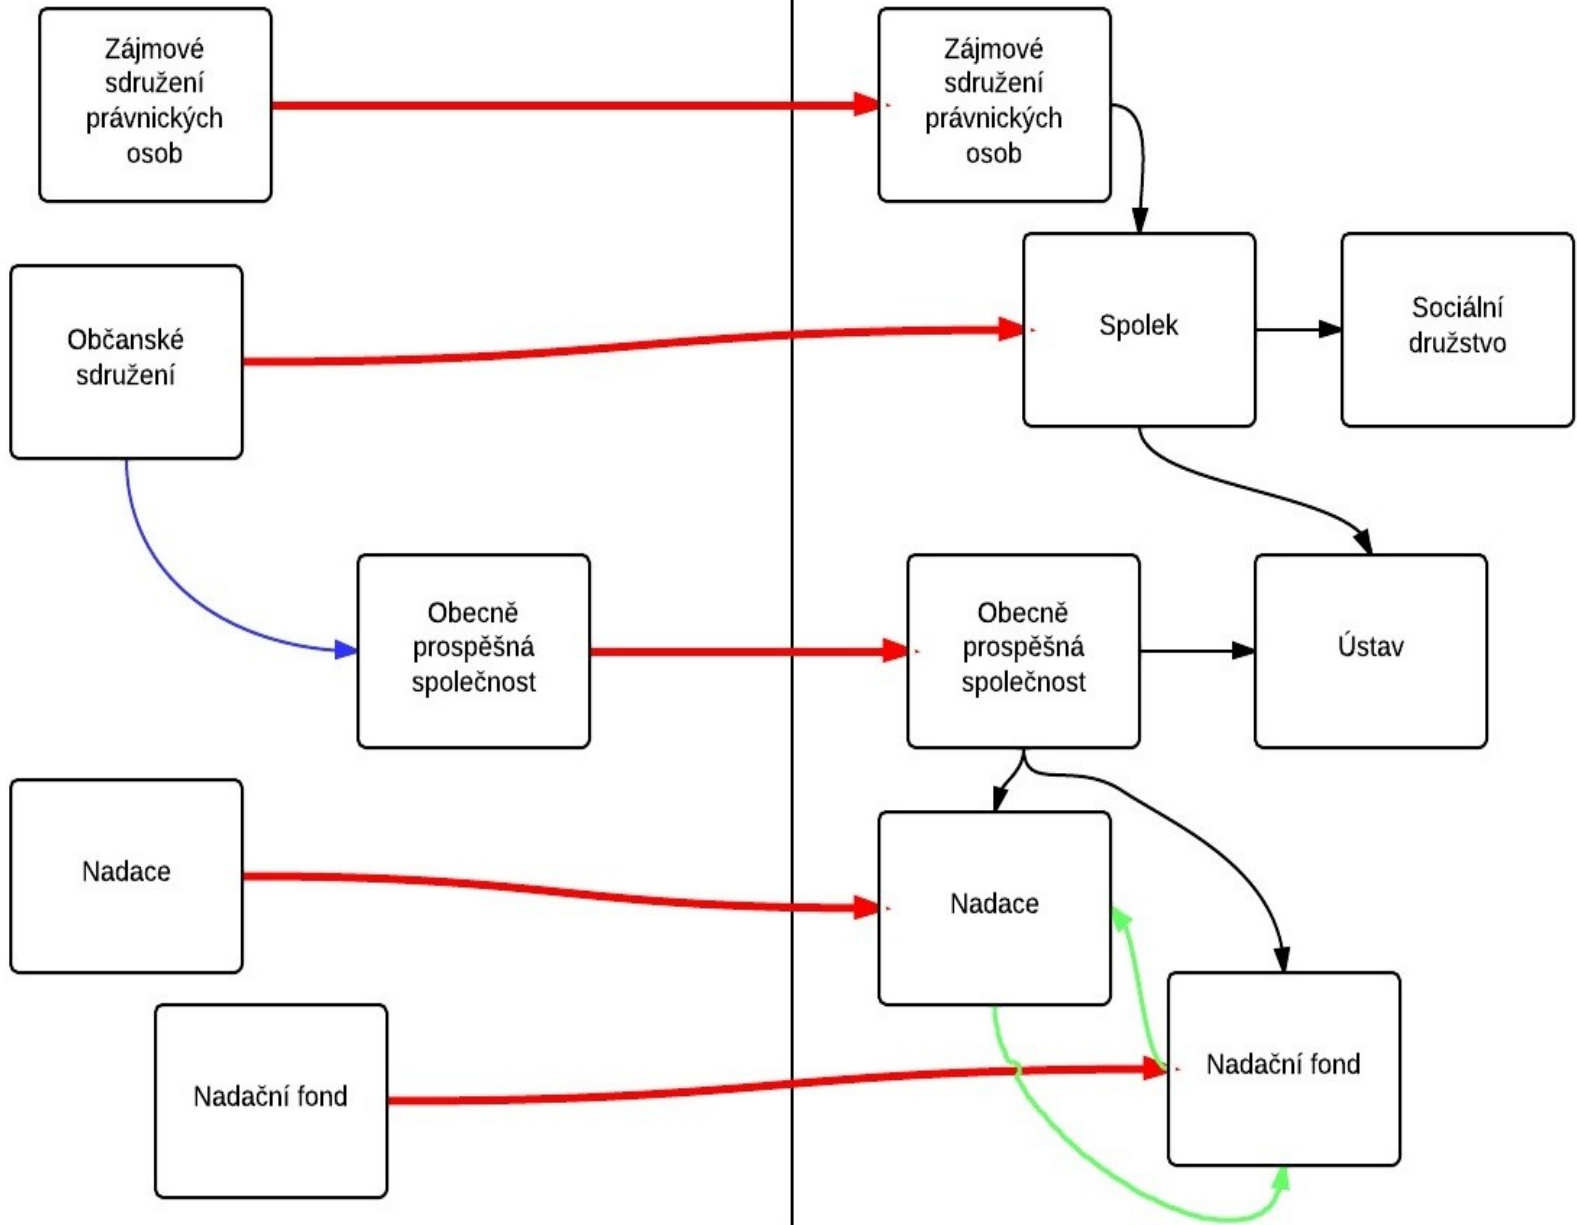 Zájmové
sdružení
právnických
osob
Zájmové
sdružení
právnických
osob
Občanské
sdružení
Spolek
Sociální
družstvo
Obecně
prospěšná
společnost
Obecně
prospěšná
společnost
Ústav
Nadace
Nadace
Nadační fond
Nadační fond